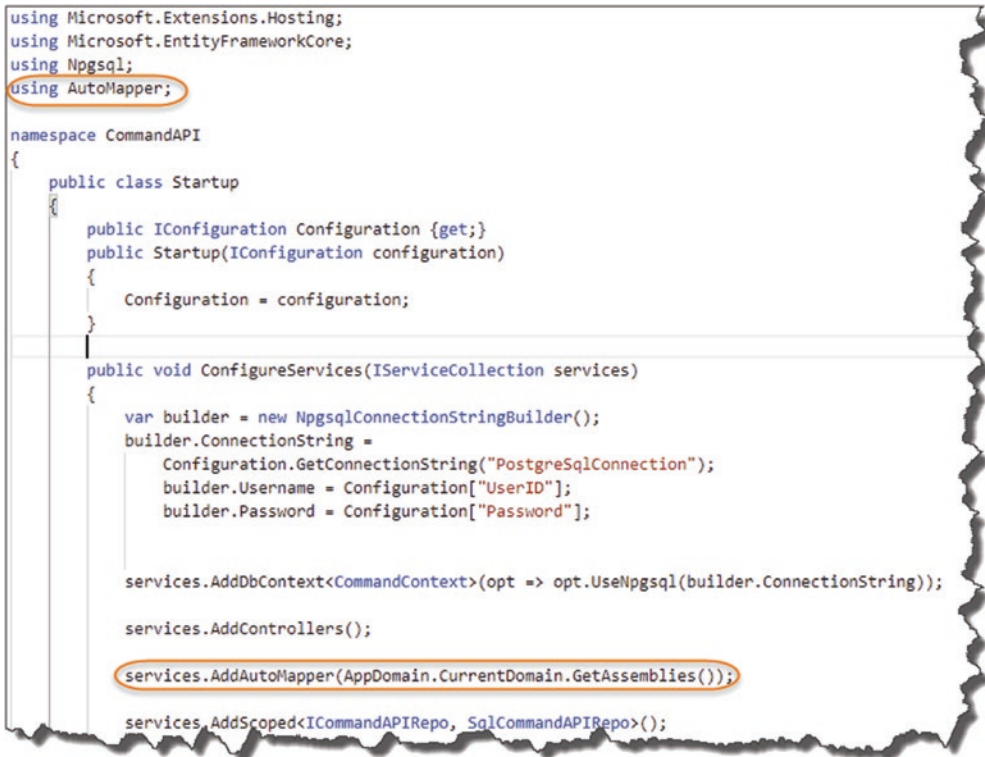 using Microsoft.Extensions.Hosting;
using Microsoft.EntityFrameworkCore;
using Npgsql;
using AutoMapper;
namespace CommandAPI
{
public class Startup
{
public IConfiguration Configuration {get;}
public Startup(IConfiguration configuration)
{
Configuration = configuration;
}
public void ConfigureServices(IServiceCollection services)
{
var builder = new NpgsqlConnectionStringBuilder();
builder.ConnectionString =
Configuration.GetConnectionString("PostgreSqlConnection");
builder.Username = Configuration["UserID"];
builder.Password = Configuration["Password"];
services.AddDbContext<CommandContext>(opt => opt.UseNpgsql(builder.ConnectionString));
services.AddControllers();
services.AddAutoMapper(AppDomain.CurrentDomain.GetAssemblies());
services.AddScoped<ICommandAPIRepo, SqlCommandAPIRepo>();